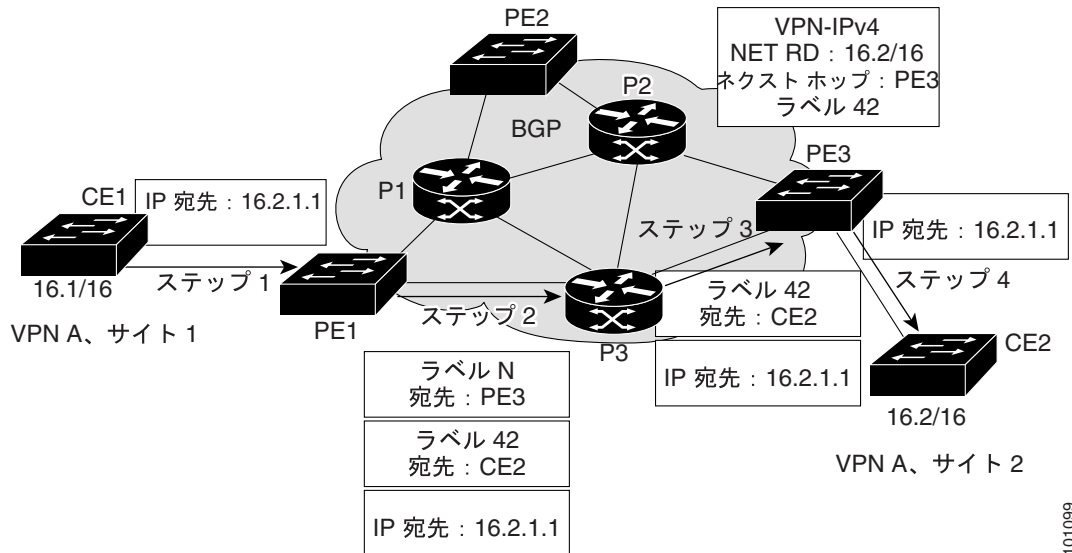 PE2
VPN-IPv4
NET RD：16.2/16
ネクスト ホップ：PE3
ラベル 42
P2
BGP
PE3
P1
CE1
IP 宛先：16.2.1.1
ステップ 3
IP 宛先：16.2.1.1
ステップ 1
16.1/16
ステップ 4
ラベル 42
宛先：CE2
ステップ 2
VPN A、サイト 1
PE1
P3
CE2
IP 宛先：16.2.1.1
ラベル N
宛先：PE3
16.2/16
ラベル 42
宛先：CE2
VPN A、サイト 2
IP 宛先：16.2.1.1
101099